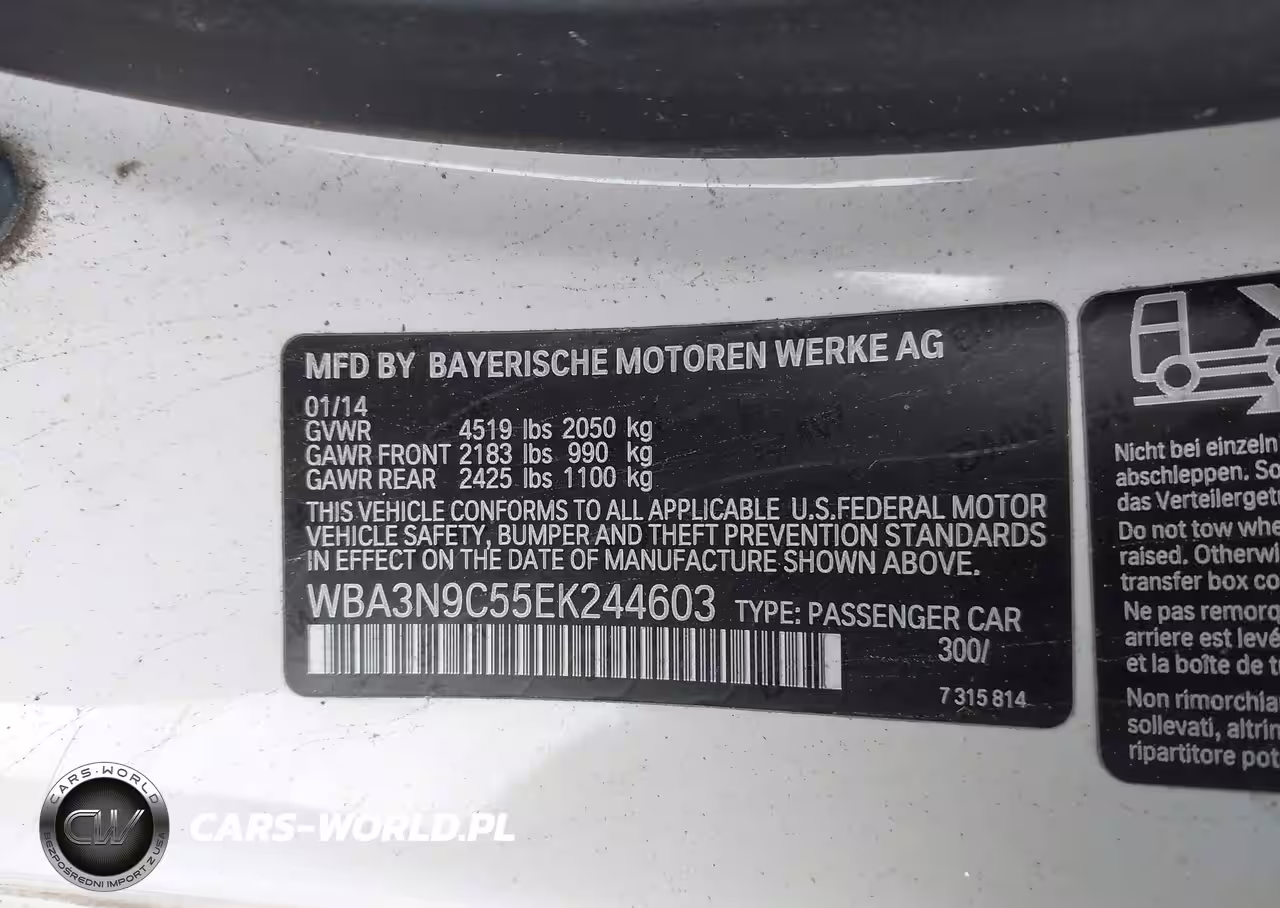 MFD BY BAYERISCHE MOTOREN WERKE AG
01/14
GVWR 4519 lbs 2050 kg
GAWR FRONT 2183 lbs 990 kg
GAWR REAR 2425 lbs 1100 kg
THIS VEHICLE CONFORMS TO ALL APPLICABLE U.S.FEDERAL MOTOR
VEHICLE SAFETY, BUMPER AND THEFT PREVENTION STANDARDS
IN EFFECT ON THE DATE OF MANUFACTURE SHOWN ABOVE.
WBA3N9C55EK244603 TYPE: PASSENGER CAR
300/
7 315 814
Nicht bei einzeln
abschleppen. So
das Verteilerget
Do not tow whe
raised. Otherwi
transfer box co
Ne pas remorq
arriere est levé
et la boîte de t
Non rimorchia
sollevati, altrin
ripartitore pot
CARS-WORLD
CW
BEZPOŚREDNI IMPORT Z USA
CARS-WORLD.PL